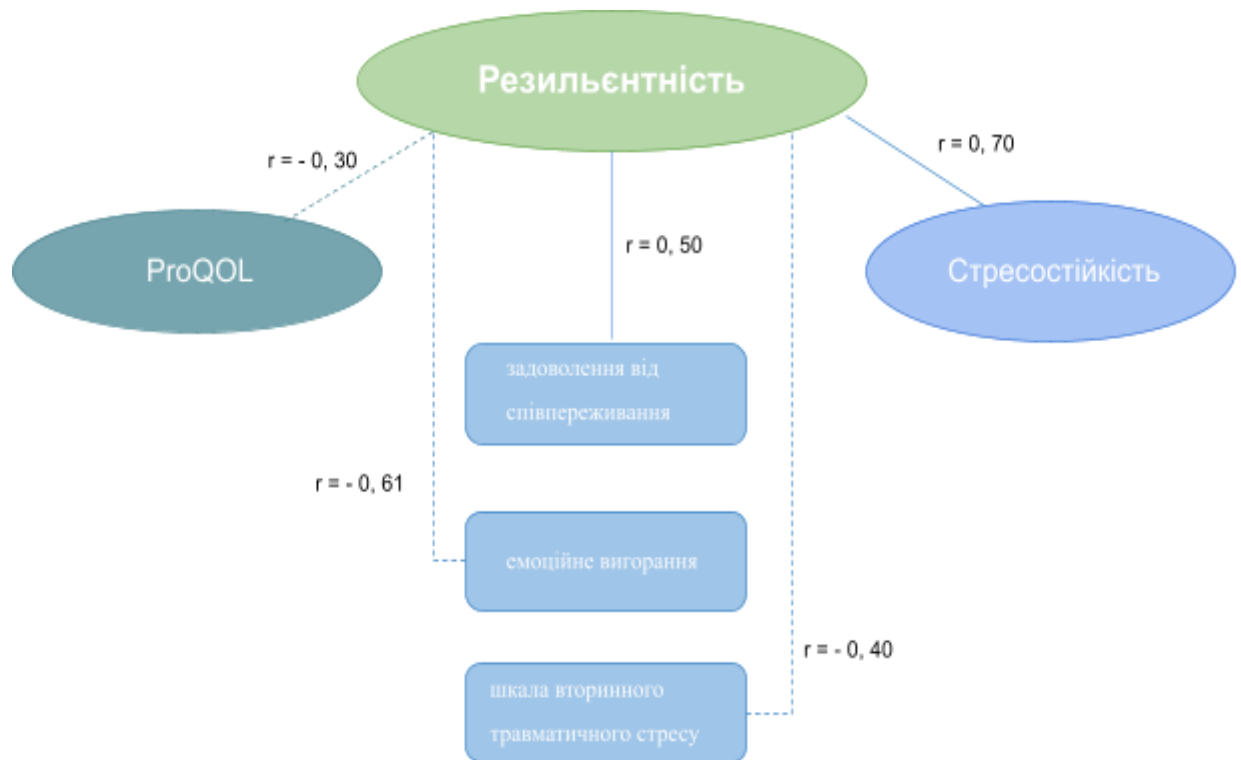 Резильєнтність
r = - 0, 30
r = 0, 70
r = 0, 50
ProQOL
Стресостійкість
задоволення від
співпереживання
r = - 0, 61
емоційне вигорання
r = - 0, 40
шкала вторинного
травматичного стресу